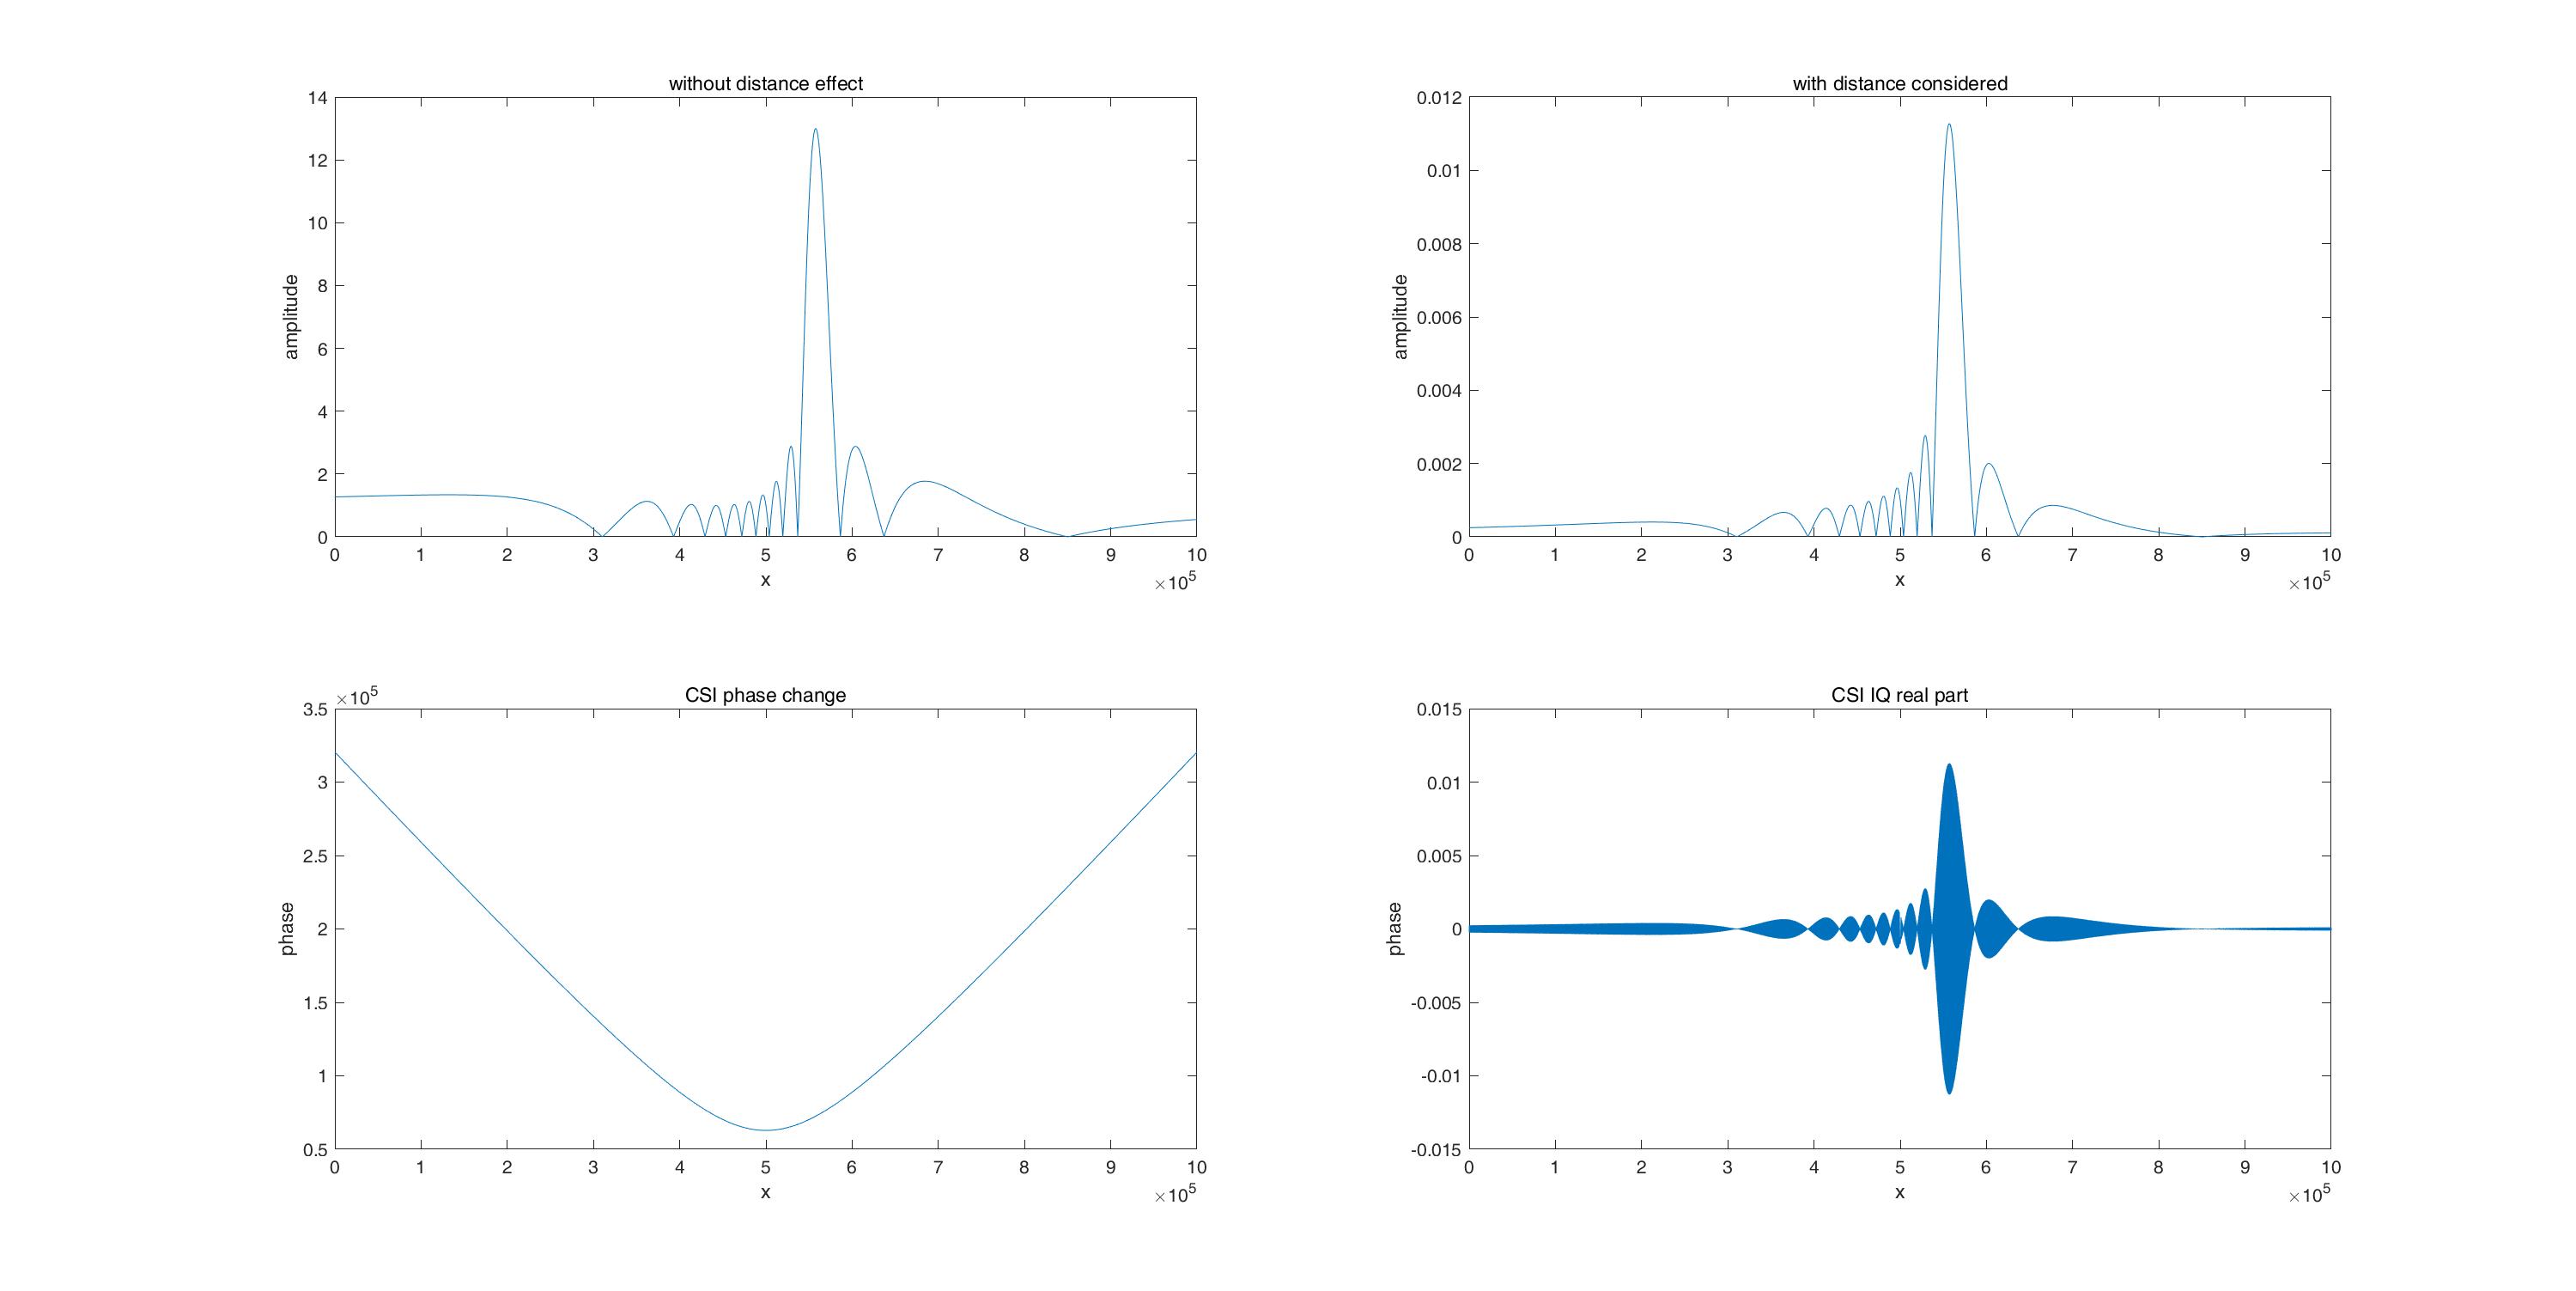 without distance effect
14
12
10
8
6
4
2
0
amplitude
0 1 2 3 4 5 6 7 8 9 10
x
×10^5
with distance considered
0.012
0.01
0.008
0.006
0.004
0.002
0
amplitude
0 1 2 3 4 5 6 7 8 9 10
x
×10^5
CSI phase change
×10^5
3.5
3
2.5
2
1.5
1
0.5
phase
0 1 2 3 4 5 6 7 8 9 10
x
×10^5
CSI IQ real part
0.015
0.01
0.005
0
-0.005
-0.01
-0.015
phase
0 1 2 3 4 5 6 7 8 9 10
x
×10^5